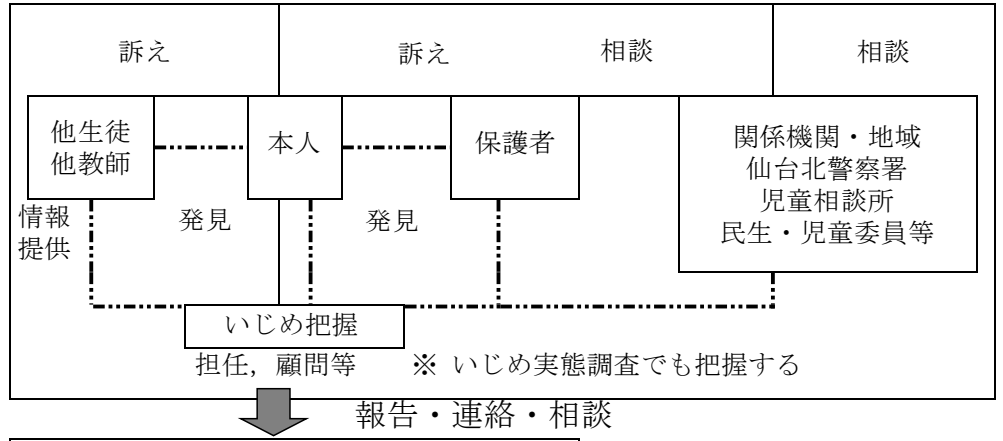 訴え
訴え
相談
相談
他生徒
他教師
本人
保護者
関係機関・地域
仙台北警察署
児童相談所
民生・児童委員等
情報
提供
発見
発見
いじめ把握
担任，顧問等
※ いじめ実態調査でも把握する
報告・連絡・相談